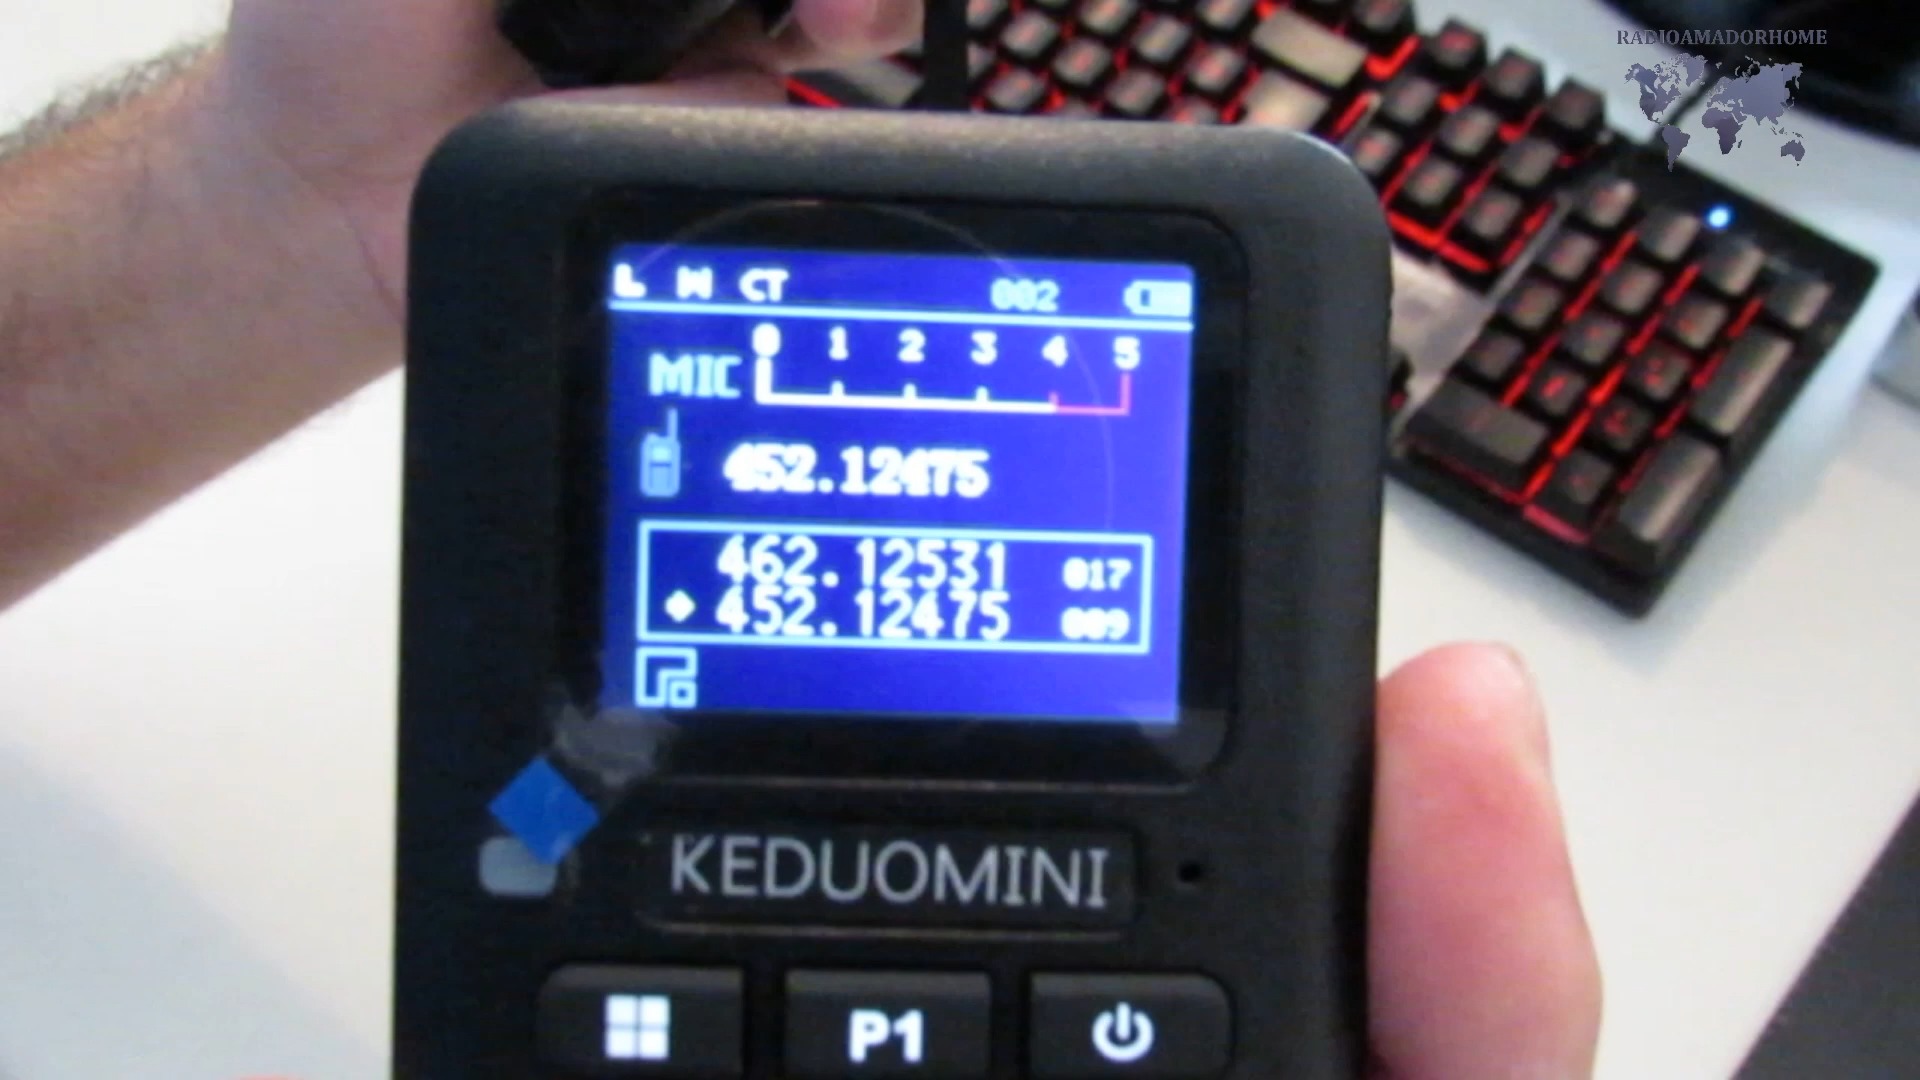 RADIOAMADORHOME
L W CT 002
0 1 2 3 4 5
MIC
452.12475
462.12531 017
452.12475 009
KEDUOMINI
P1